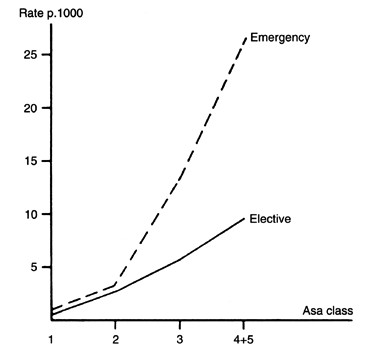 Rate p.1000
25
Emergency
20
15
10
Elective
5
Asa class
1 2 3 4+5